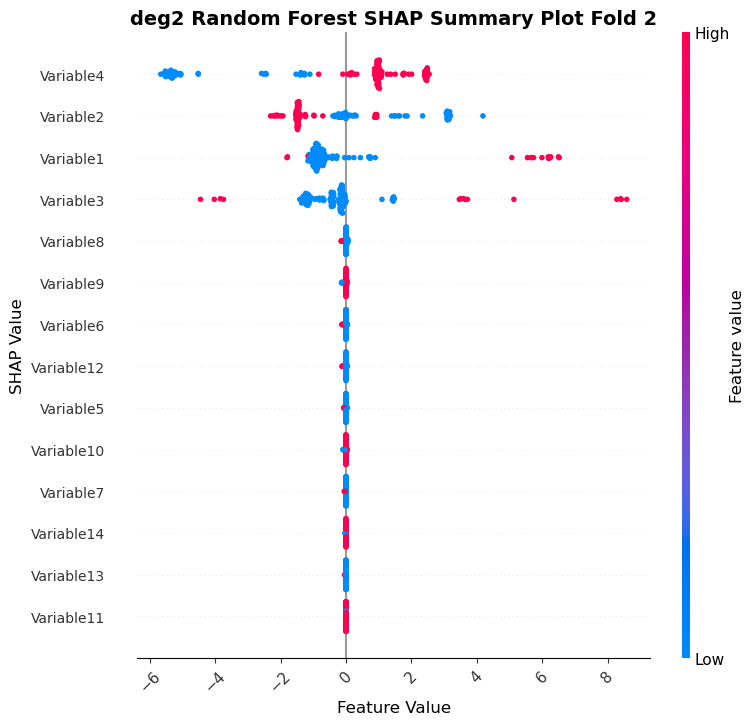 deg2 Random Forest SHAP Summary Plot Fold 2
High
Variable4
Variable2
Variable1
Variable3
Variable8
Variable9
Variable6
Variable12
Variable5
Variable10
Variable7
Variable14
Variable13
Variable11
SHAP Value
Feature value
Low
−6
−4
−2
0
2
4
6
8
Feature Value